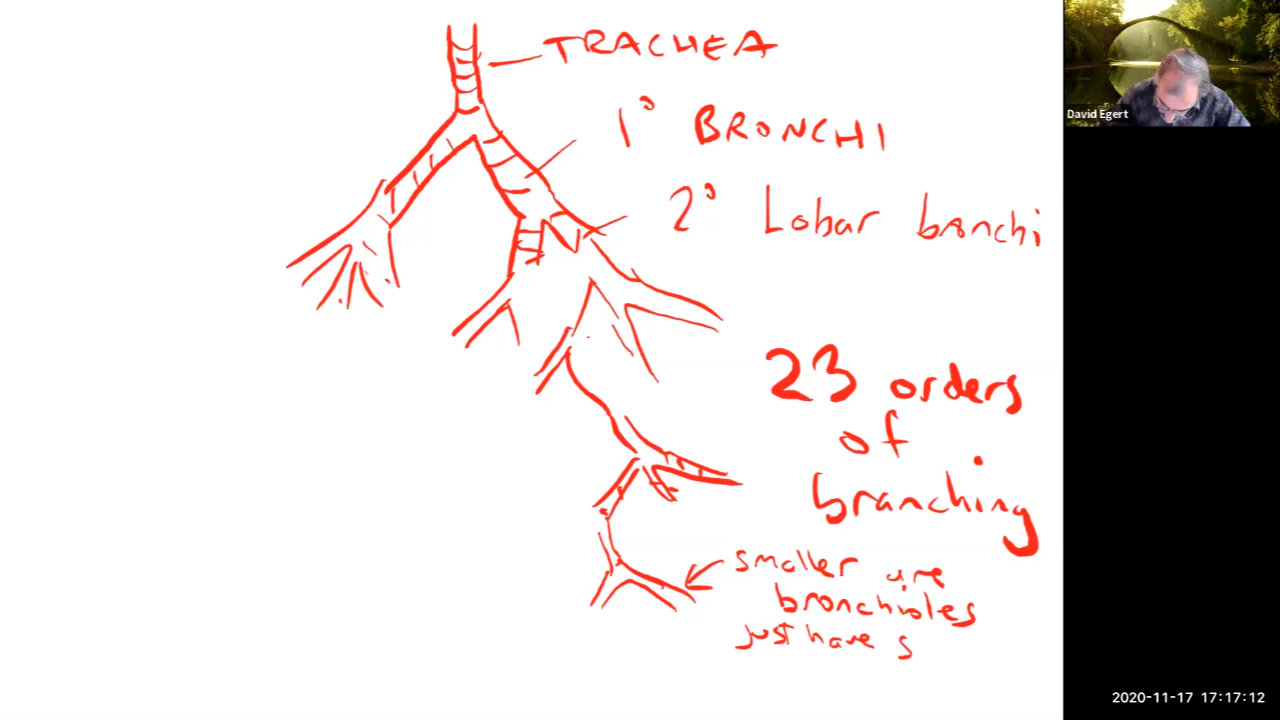 TRACHEA
1° BRONCHI
2° Lobar bronchi
23 orders
of
branching
smaller are
bronchioles
just have s
David Egert
2020-11-17 17:17:12